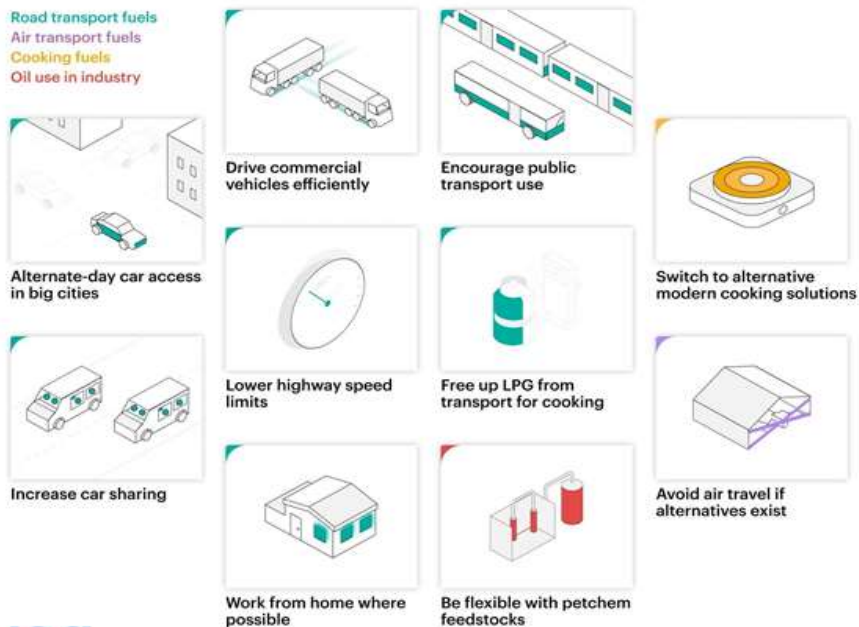 Road transport fuels
Air transport fuels
Cooking fuels
Oil use in industry
Drive commercial
vehicles efficiently
Encourage public
transport use
Alternate-day car access
in big cities
Switch to alternative
modern cooking solutions
Lower highway speed
limits
Free up LPG from
transport for cooking
Increase car sharing
Avoid air travel if
alternatives exist
Work from home where
possible
Be flexible with petchem
feedstocks